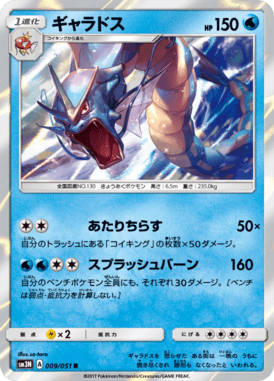 1進化 ギャラドス HP150
コイキングから進化
全国図鑑NO.130 きょうあくポケモン 高さ:6.5m 重さ:235.0kg
あたりちらす 50×
自分のトラッシュにある「コイキング」の枚数×50ダメージ。
スプラッシュバーン 160
自分のベンチポケモン全員にも、それぞれ30ダメージ。[ベンチ
は弱点・抵抗力を計算しない。]
弱点 ×2 抵抗力 にげる
Illus. sa-hero
SM3N A 009/051 R
©2017 Pokémon/Nintendo/Creatures/GAME FREAK.